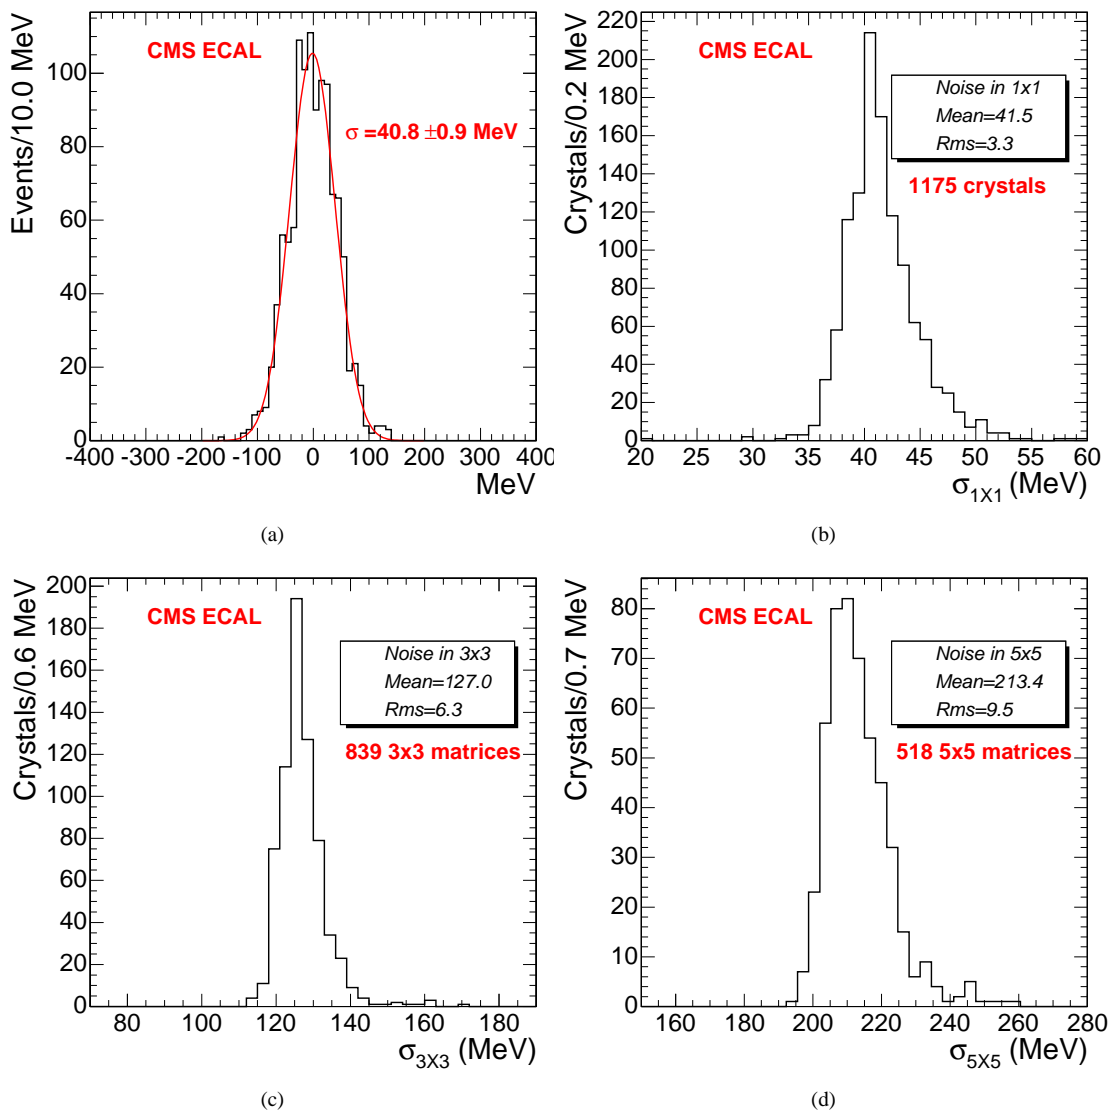 Events/10.0 MeV
CMS ECAL
σ =40.8 ±0.9 MeV
0
20
40
60
80
100
-400 -300 -200 -100 0 100 200 300 400
MeV
(a)
Crystals/0.2 MeV
CMS ECAL
Noise in 1x1
Mean=41.5
Rms=3.3
1175 crystals
0
20
40
60
80
100
120
140
160
180
200
220
20 25 30 35 40 45 50 55 60
σ1X1 (MeV)
(b)
Crystals/0.6 MeV
CMS ECAL
Noise in 3x3
Mean=127.0
Rms=6.3
839 3x3 matrices
0
20
40
60
80
100
120
140
160
180
200
80 100 120 140 160 180
σ3X3 (MeV)
(c)
Crystals/0.7 MeV
CMS ECAL
Noise in 5x5
Mean=213.4
Rms=9.5
518 5x5 matrices
0
10
20
30
40
50
60
70
80
160 180 200 220 240 260 280
σ5X5 (MeV)
(d)